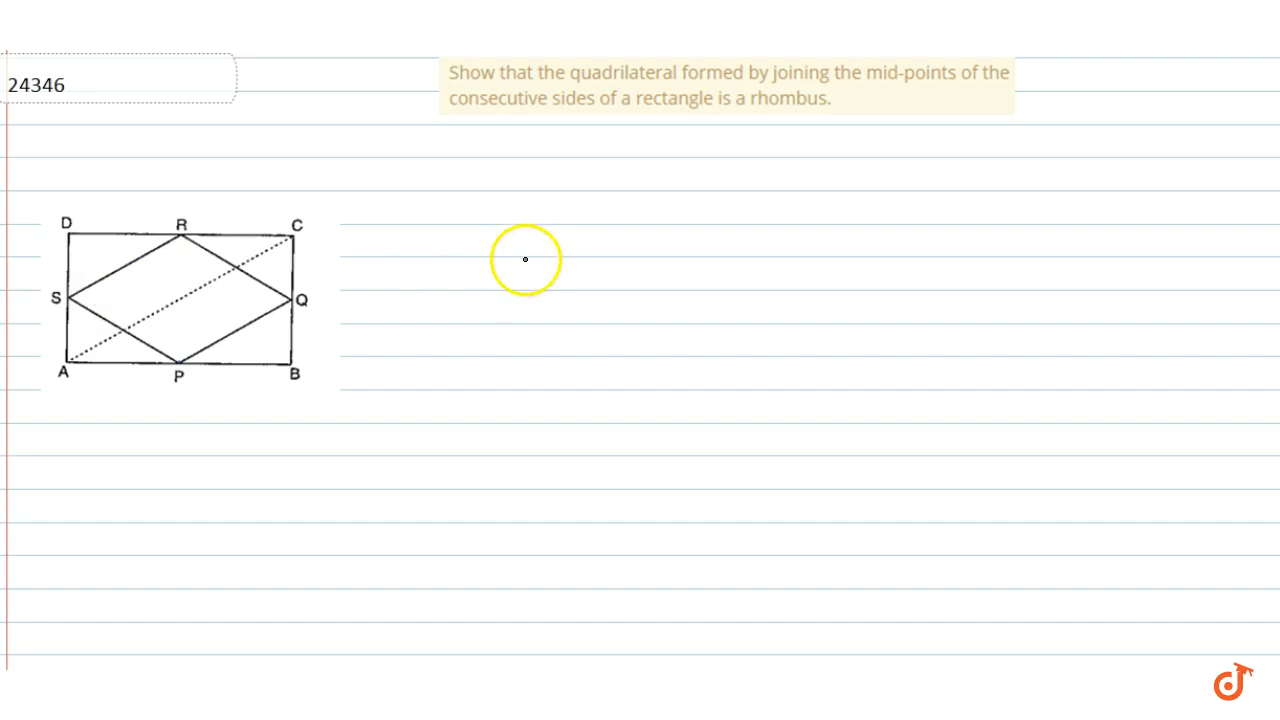 24346
Show that the quadrilateral formed by joining the mid-points of the
consecutive sides of a rectangle is a rhombus.
D R C
S Q
A P B